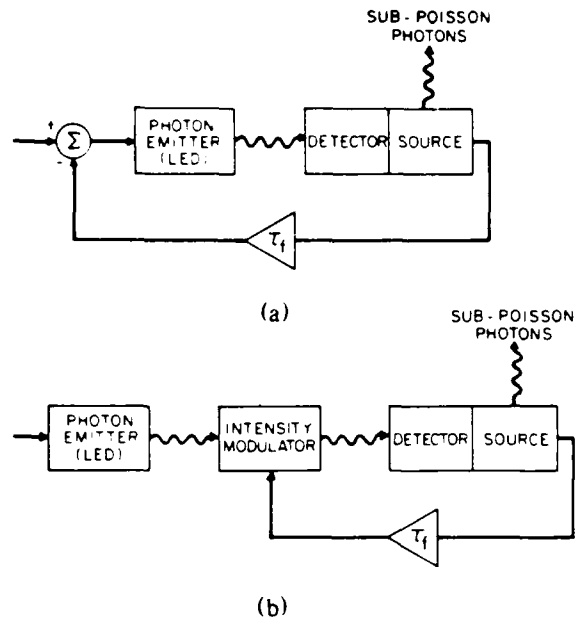 SUB - POISSON
PHOTONS
+
Σ
-
PHOTON
EMITTER
(LED)
DETECTOR
SOURCE
τf
(a)
SUB - POISSON
PHOTONS
PHOTON
EMITTER
(LED)
INTENSITY
MODULATOR
DETECTOR
SOURCE
τf
(b)